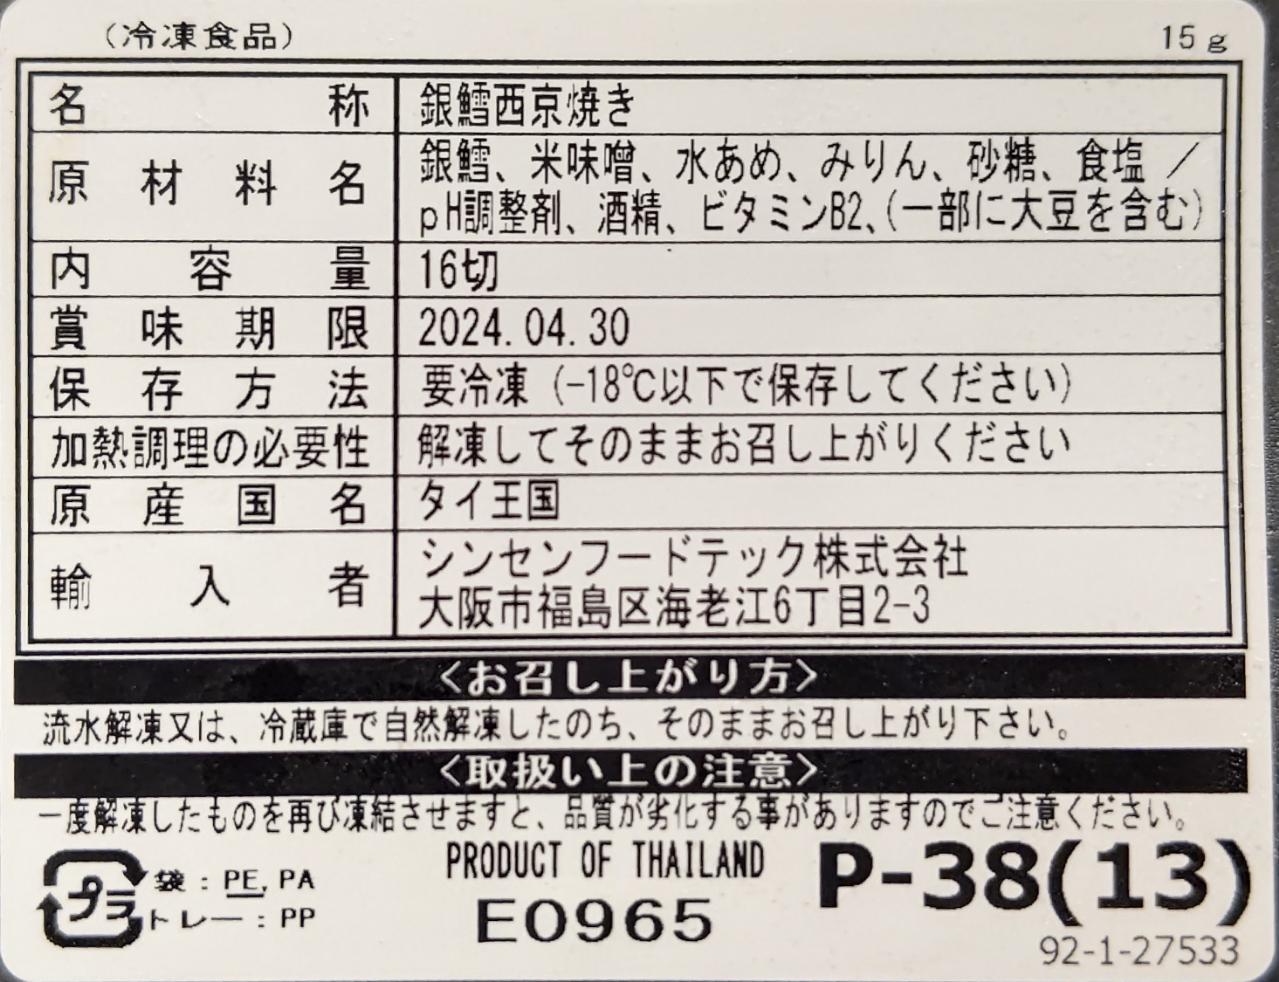 （冷凍食品） 15g
名称 銀鱈西京焼き
原材料名 銀鱈、米味噌、水あめ、みりん、砂糖、食塩／
pH調整剤、酒精、ビタミンB2、（一部に大豆を含む）
内容量 16切
賞味期限 2024.04.30
保存方法 要冷凍（-18℃以下で保存してください）
加熱調理の必要性 解凍してそのままお召し上がりください
原産国名 タイ王国
輸入者 シンセンフードテック株式会社
大阪市福島区海老江6丁目2-3
＜お召し上がり方＞
流水解凍又は、冷蔵庫で自然解凍したのち、そのままお召し上がり下さい。
＜取扱い上の注意＞
一度解凍したものを再び凍結させますと、品質が劣化する事がありますのでご注意ください。
プラ 袋：PE, PA
トレー：PP
PRODUCT OF THAILAND
E0965
P-38(13)
92-1-27533